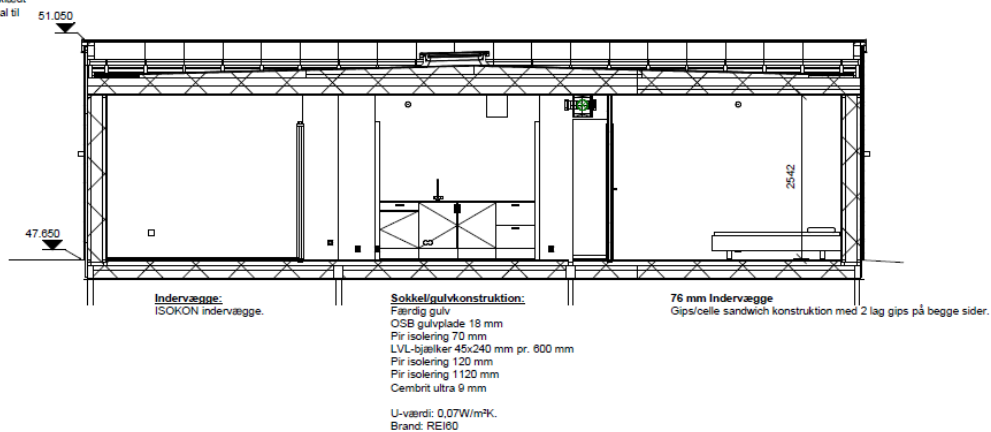 al til
51.050
2542
47.650
Indervægge:
ISOKON indervægge.
Sokkel/gulvkonstruktion:
Færdig gulv
OSB gulvplade 18 mm
Pir isolering 70 mm
LVL-bjælker 45x240 mm pr. 600 mm
Pir isolering 120 mm
Pir isolering 1120 mm
Cembrit ultra 9 mm
U-værdi: 0,07W/m²K.
Brand: REI60
76 mm Indervægge
Gips/celle sandwich konstruktion med 2 lag gips på begge sider.